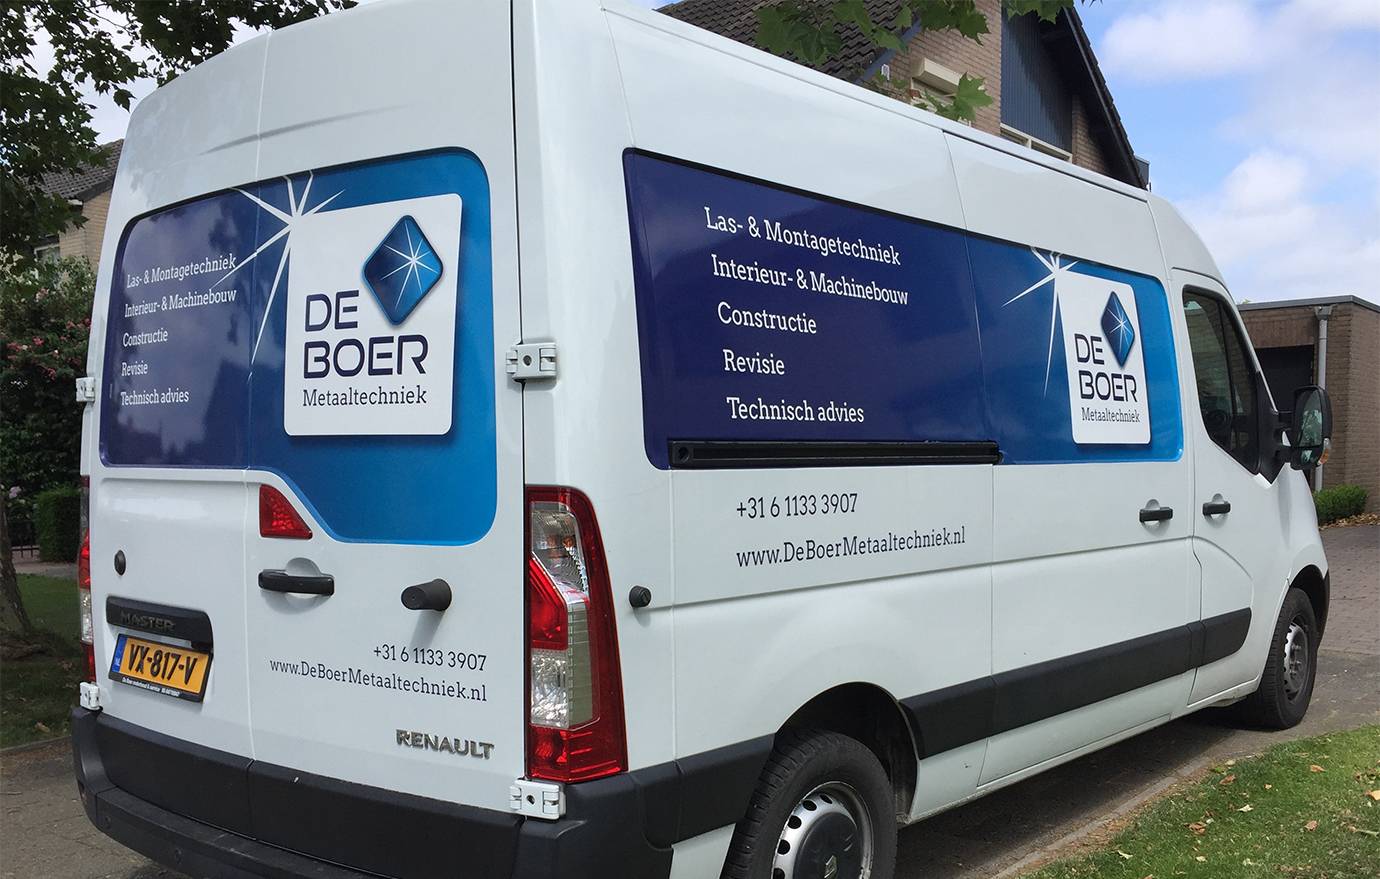 Las- & Montagetechniek
Interieur- & Machinebouw
Constructie
Revisie
Technisch advies
DE
BOER
Metaaltechniek
MASTER
NL
VX-817-V
+31 6 1133 3907
www.DeBoerMetaaltechniek.nl
RENAULT
Las- & Montagetechniek
Interieur- & Machinebouw
Constructie
Revisie
Technisch advies
DE
BOER
Metaaltechniek
+31 6 1133 3907
www.DeBoerMetaaltechniek.nl